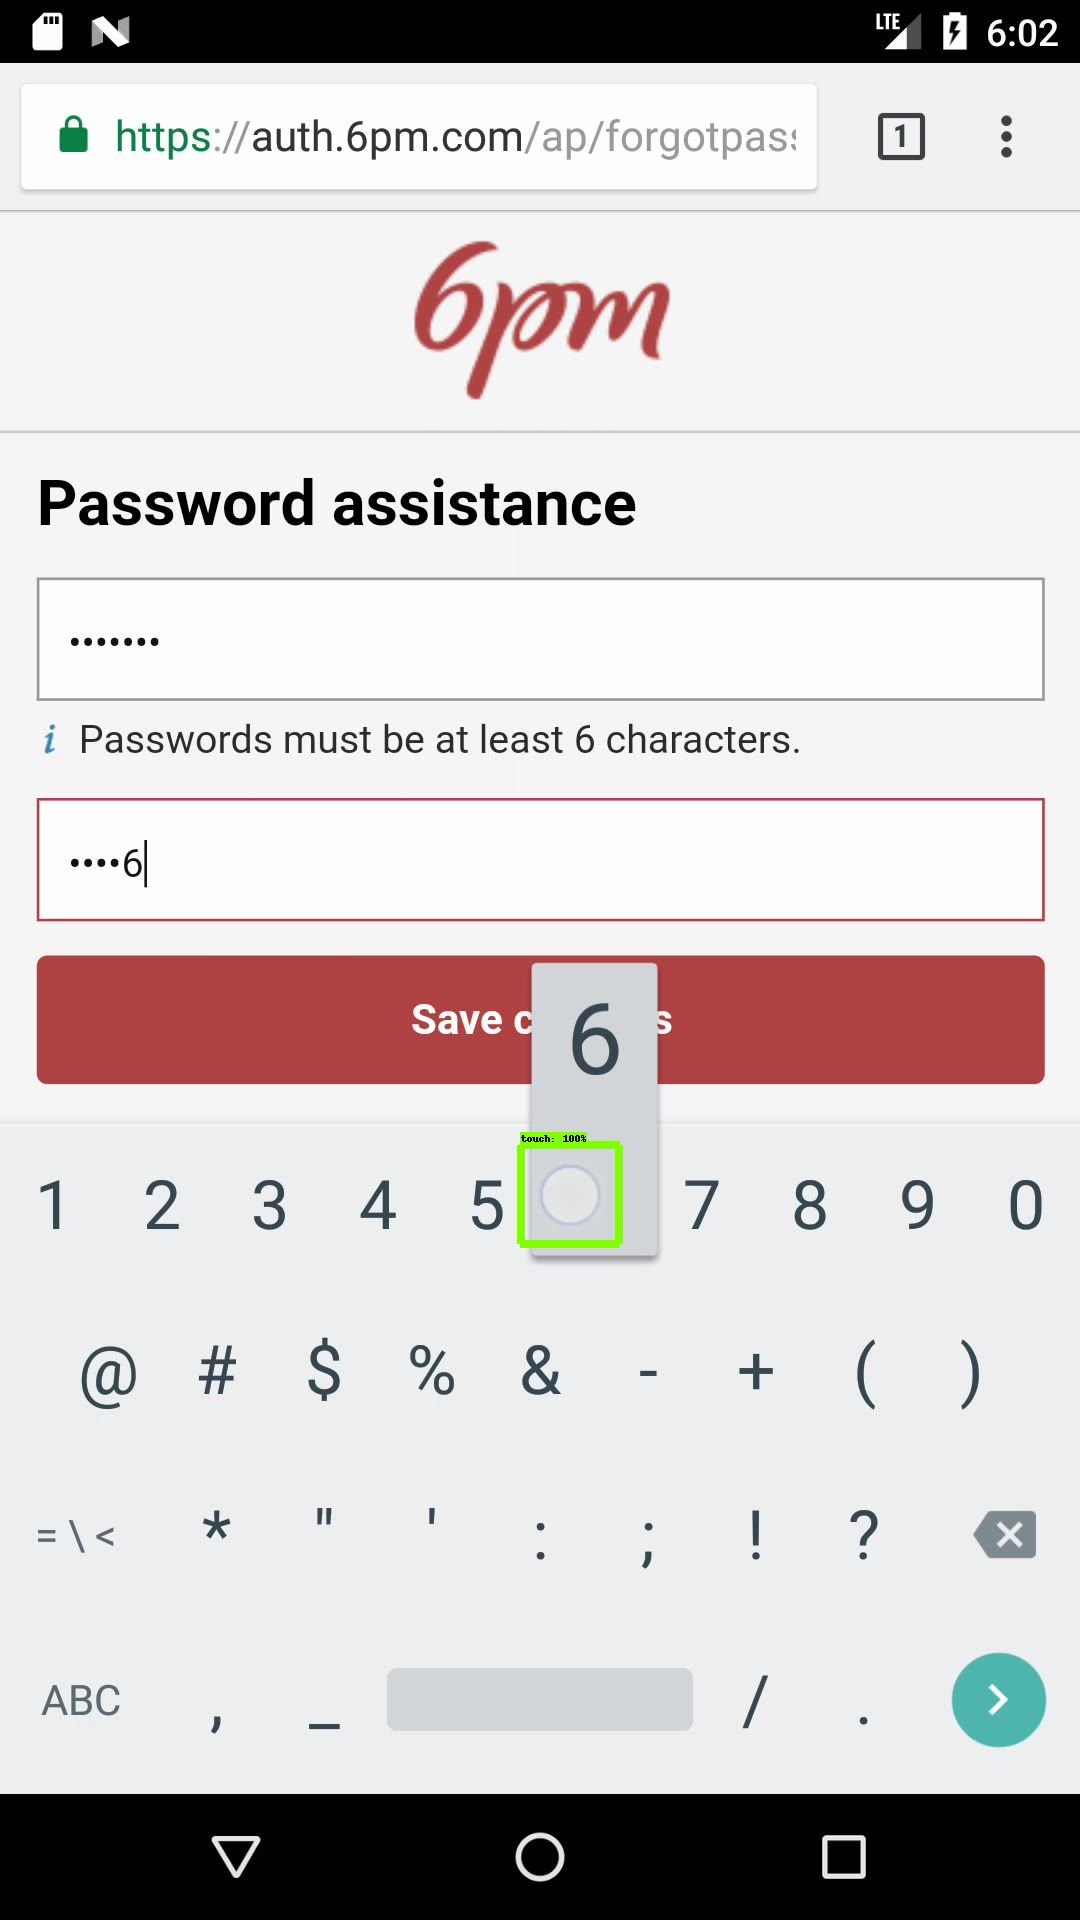 LTE 6:02
https://auth.6pm.com/ap/forgotpas
1
6pm
Password assistance
•••••••
i Passwords must be at least 6 characters.
••••6
Save c s
6
touch: 100%
1 2 3 4 5 7 8 9 0
@ # $ % & - + ( )
= \ < * " ' : ; ! ?
ABC , _ / .